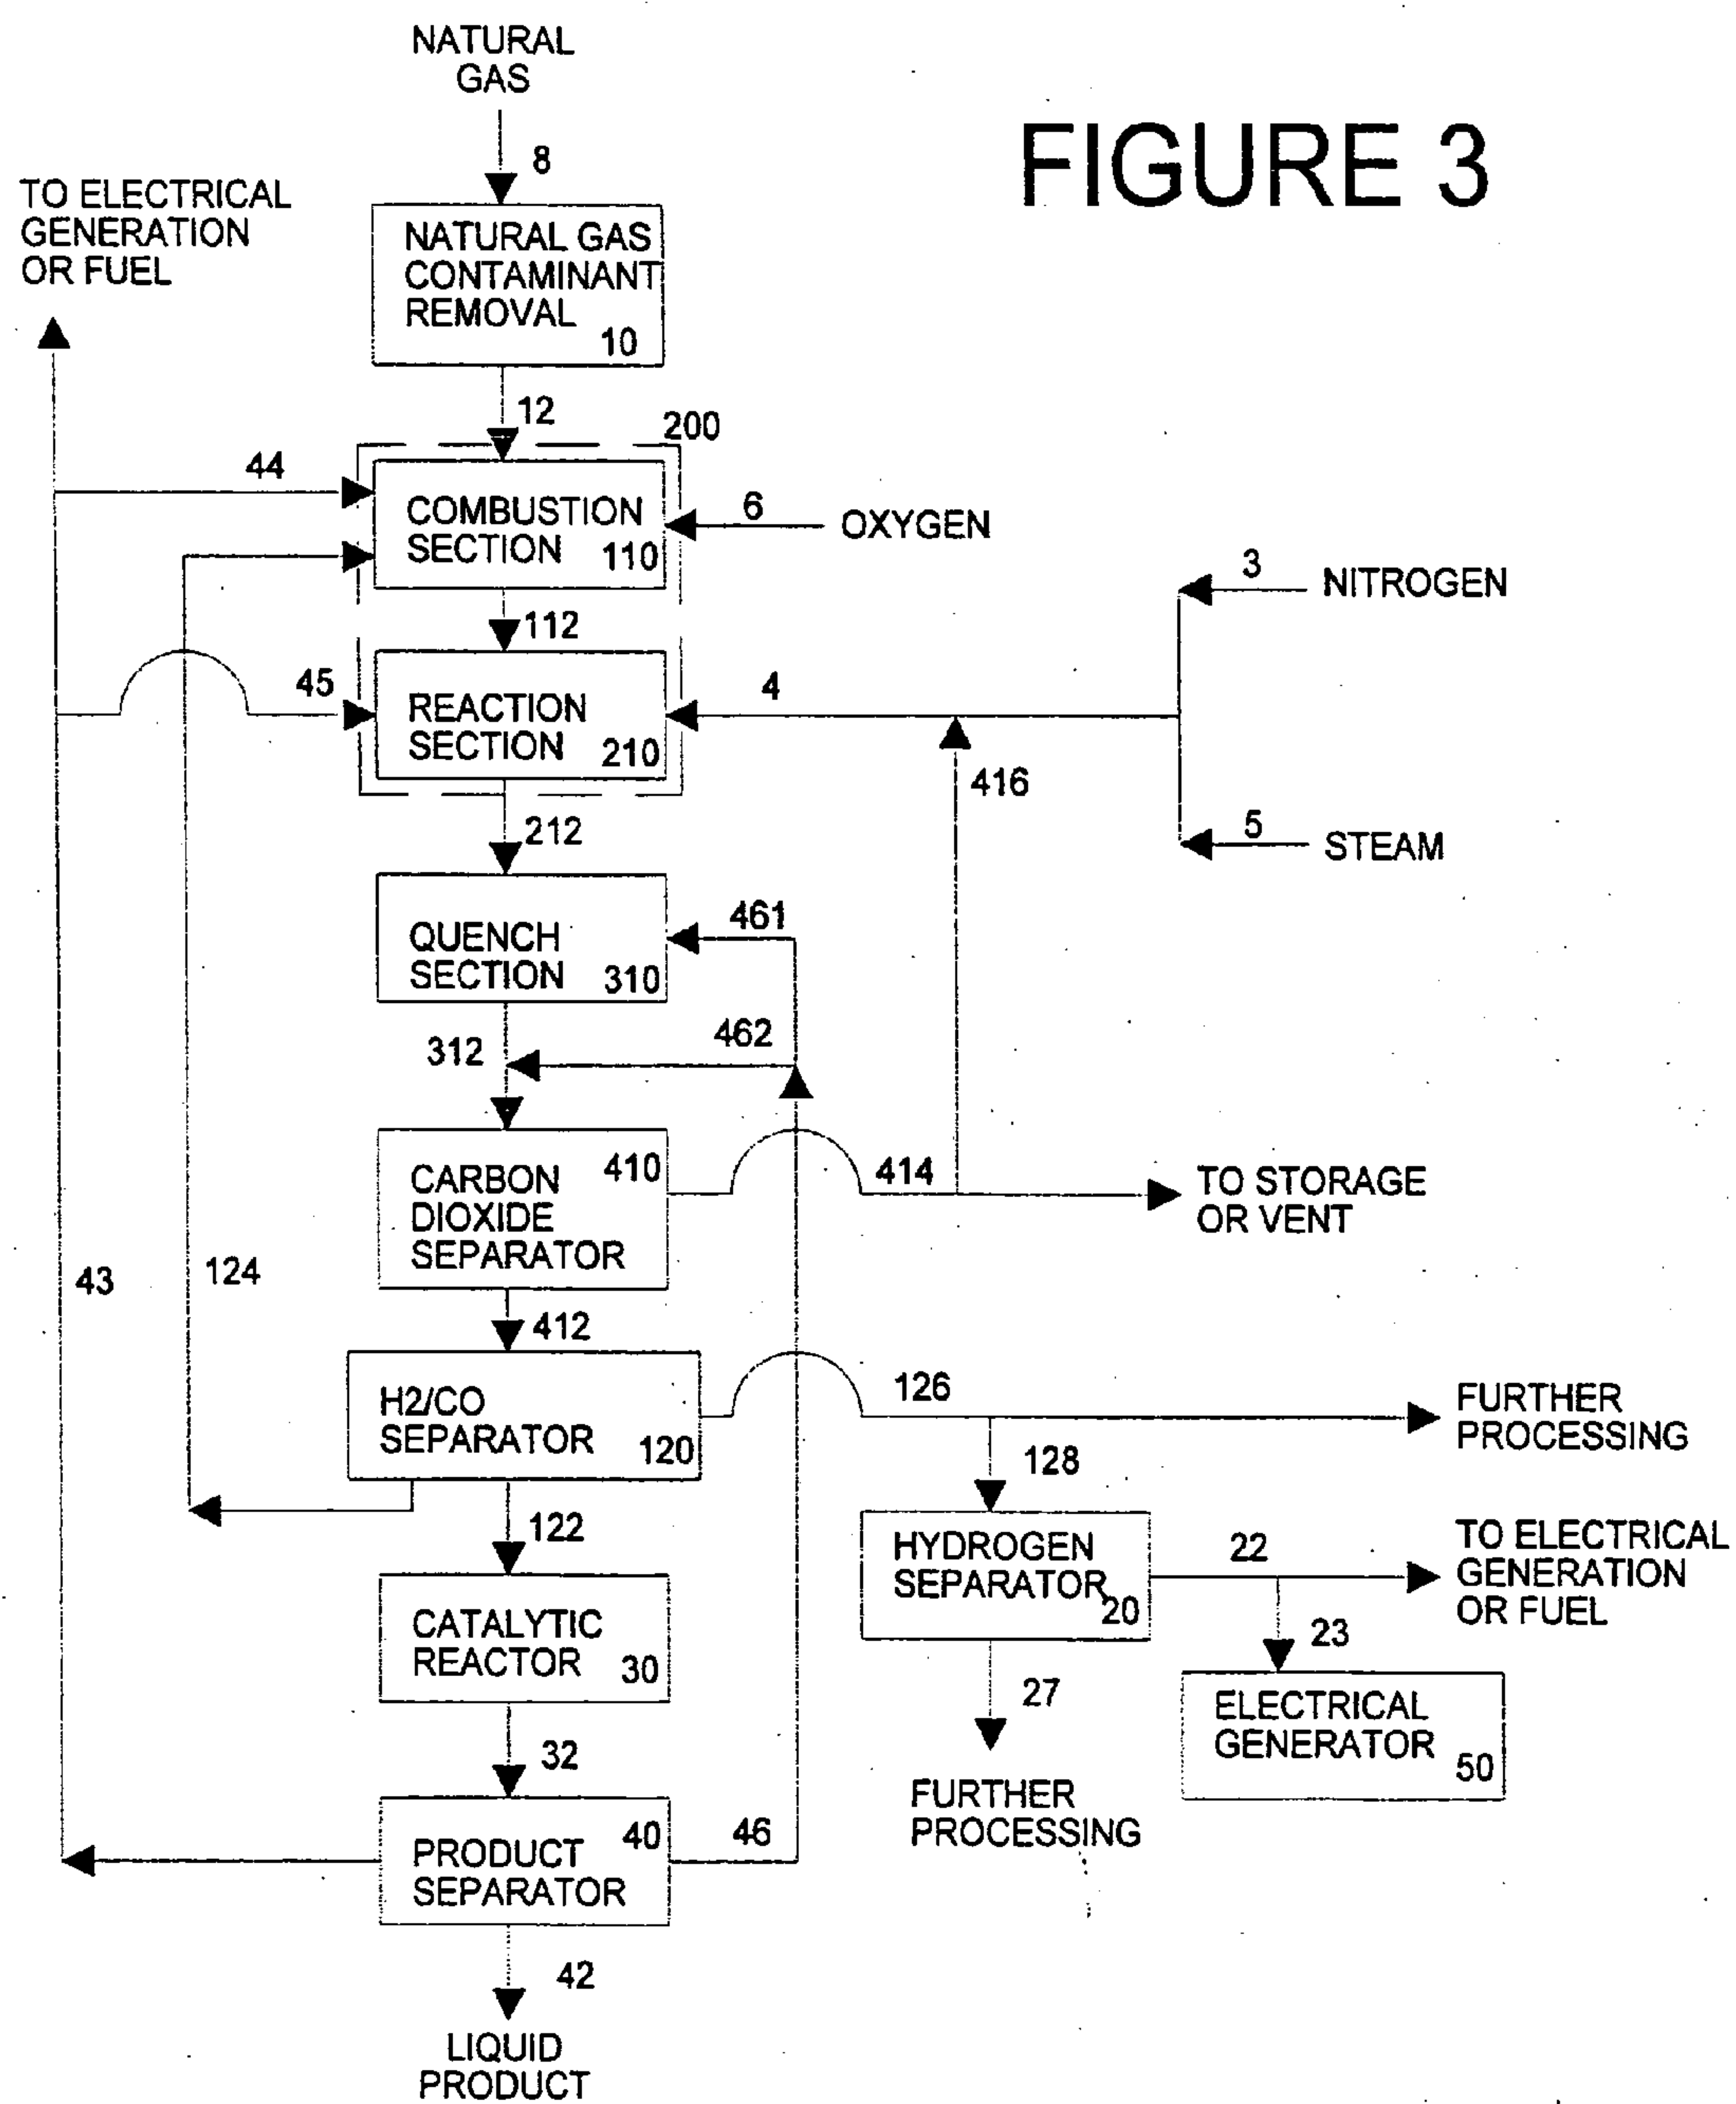 NATURAL
GAS
FIGURE 3
8
TO ELECTRICAL
GENERATION
OR FUEL
NATURAL GAS
CONTAMINANT
REMOVAL
10
12
200
44
COMBUSTION
SECTION
110
6
OXYGEN
3
NITROGEN
112
45
REACTION
SECTION
210
4
416
212
5
STEAM
QUENCH
SECTION
310
461
462
312
CARBON
DIOXIDE
SEPARATOR
410
414
TO STORAGE
OR VENT
43
124
412
H2/CO
SEPARATOR
120
126
FURTHER
PROCESSING
128
122
HYDROGEN
SEPARATOR
20
22
TO ELECTRICAL
GENERATION
OR FUEL
23
CATALYTIC
REACTOR
30
27
ELECTRICAL
GENERATOR
50
32
FURTHER
PROCESSING
PRODUCT
SEPARATOR
40
46
42
LIQUID
PRODUCT